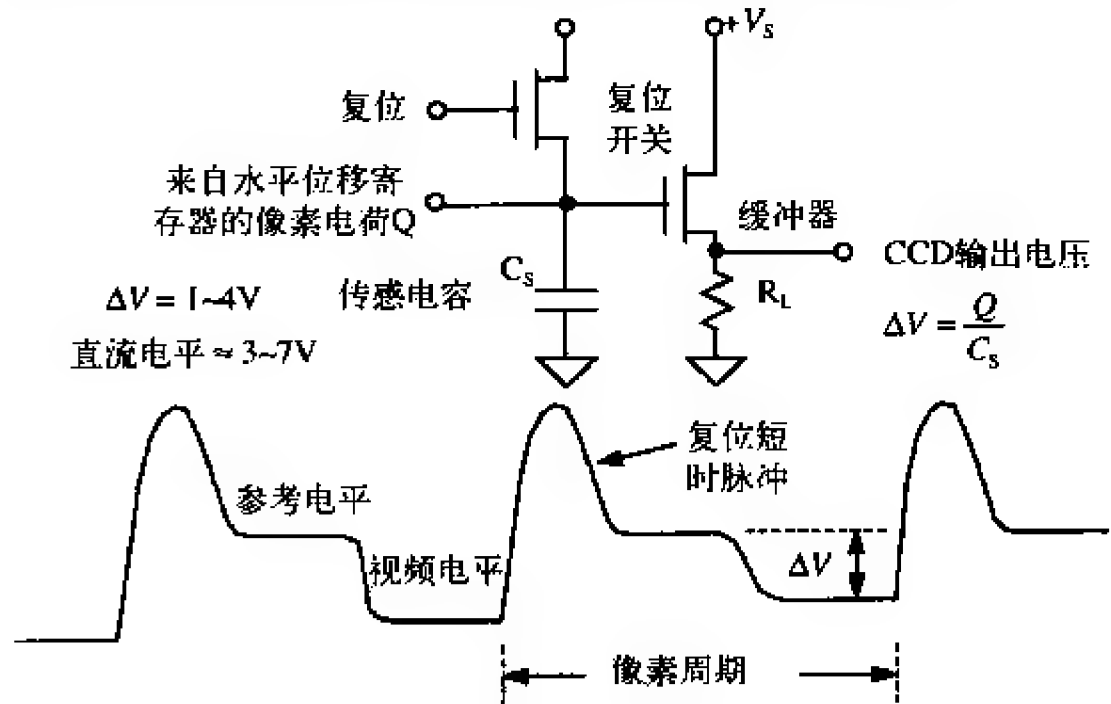 + Vs
复位
复位
开关
来自水平位移寄
存器的像素电荷Q
缓冲器
CCD输出电压
Cs
传感电容
RL
ΔV = 1~4V
直流电平 ≈ 3~7V
ΔV = Q
Cs
复位短
时脉冲
参考电平
视频电平
ΔV
像素周期